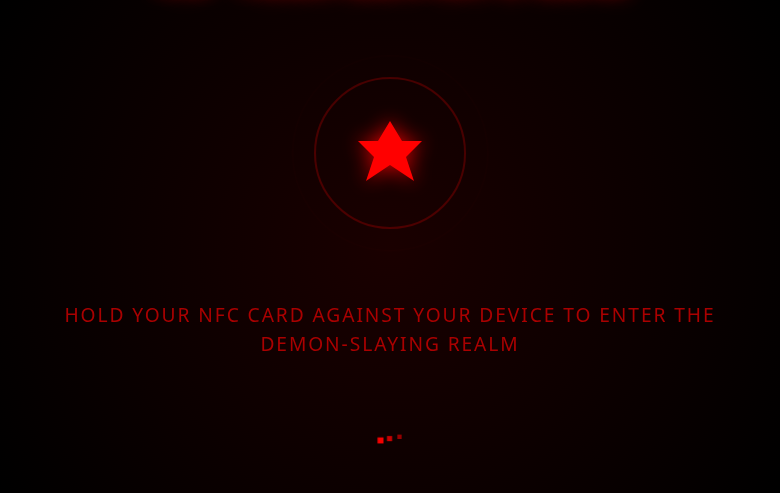 HOLD YOUR NFC CARD AGAINST YOUR DEVICE TO ENTER THE
DEMON-SLAYING REALM